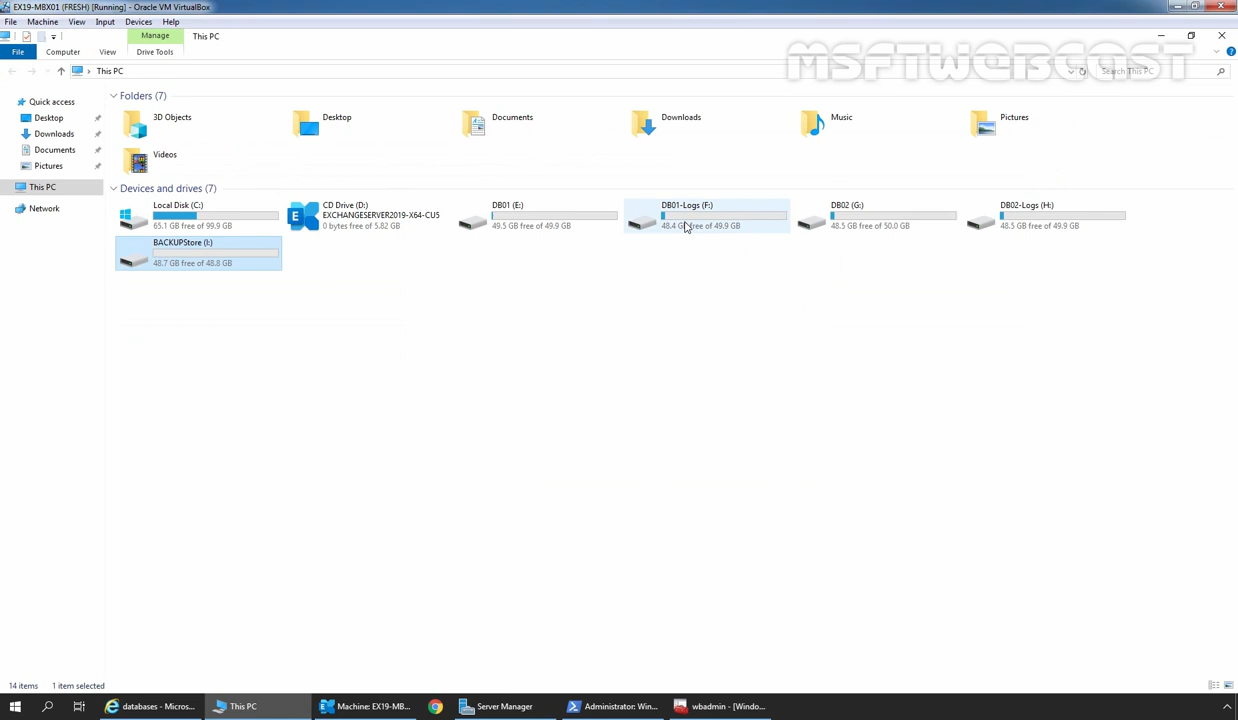 EX19-MBX01 (FRESH) [Running] - Oracle VM VirtualBox
File Machine View Input Devices Help
Manage This PC
File Computer View Drive Tools
MSFTWEBCAST
This PC Search This PC
Quick access
Desktop
Downloads
Documents
Pictures
This PC
Network
Folders (7)
3D Objects Desktop Documents Downloads Music Pictures
Videos
Devices and drives (7)
Local Disk (C:)
65.1 GB free of 99.9 GB
CD Drive (D:)
EXCHANGESERVER2019-X64-CU5
0 bytes free of 5.82 GB
DB01 (E:)
49.5 GB free of 49.9 GB
DB01-Logs (F:)
48.4 GB free of 49.9 GB
DB02 (G:)
48.5 GB free of 50.0 GB
DB02-Logs (H:)
48.5 GB free of 49.9 GB
BACKUPStore (I:)
48.7 GB free of 48.8 GB
14 items 1 item selected
databases - Micros... This PC Machine: EX19-MB... Server Manager Administrator: Win... wbadmin - [Windo...